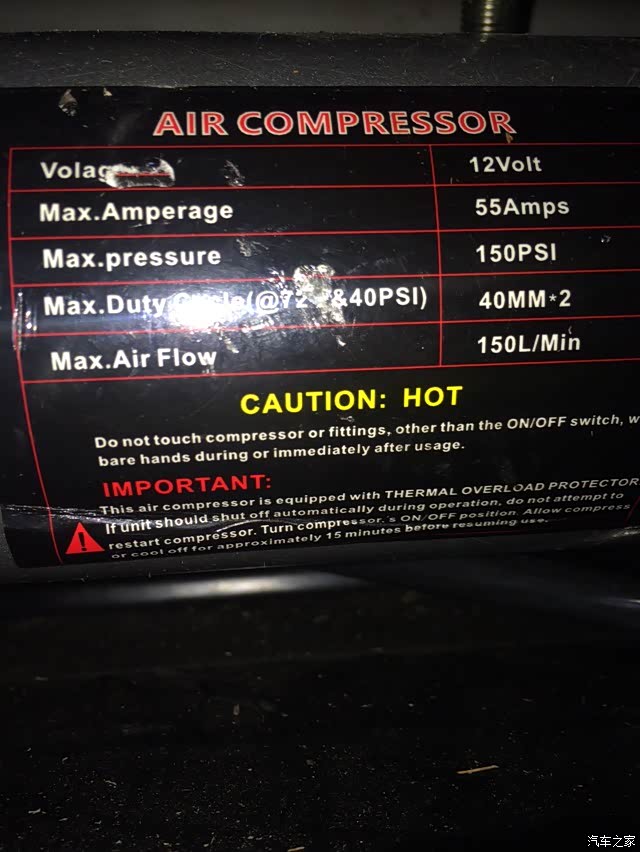 AIR COMPRESSOR
12Volt
Max.Amperage 55Amps
Max.pressure 150PSI
Max.Duty &40PSI) 40MM*2
Max.Air Flow 150L/Min
CAUTION: HOT
Do not touch compressor or fittings, other than the ON/OFF switch,
bare hands during or immediately after usage.
IMPORTANT:
This air compressor is equipped with THERMAL OVERLOAD PROTECTOR
If unit should shut off automatically during operation, do not attempt to
restart compressor. Turn compressor,s ON/OFF position. Allow compress
or cool off for approximately 15 minutes before resuming use.
汽车之家